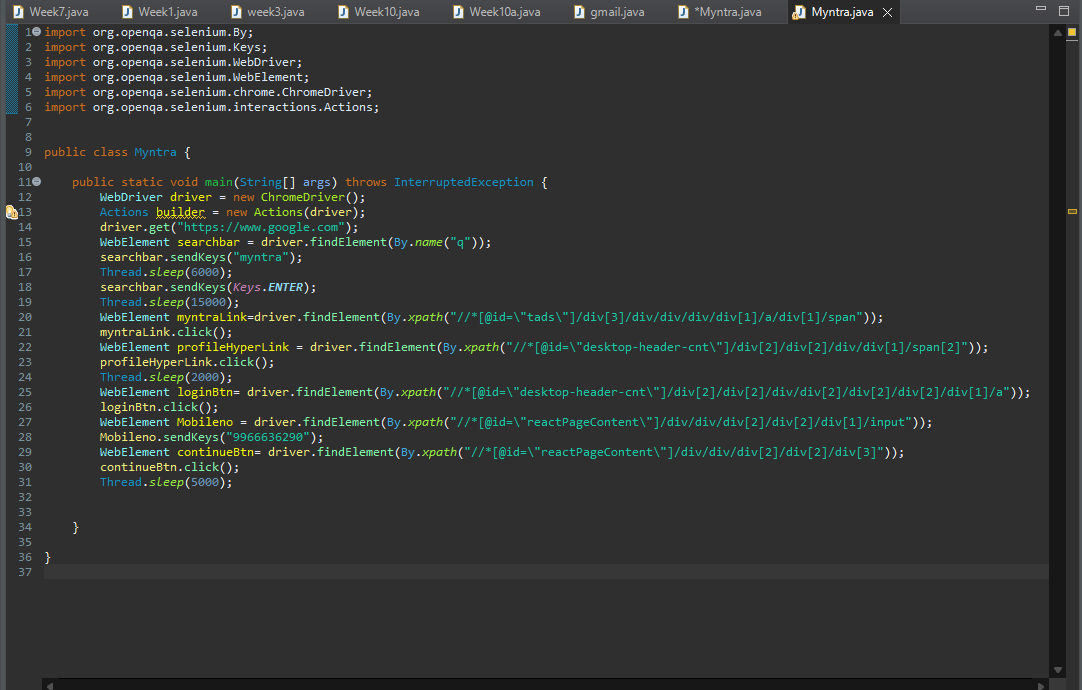 Week7.java Week1.java week3.java Week10.java Week10a.java gmail.java *Myntra.java Myntra.java
1 import org.openqa.selenium.By;
2 import org.openqa.selenium.Keys;
3 import org.openqa.selenium.WebDriver;
4 import org.openqa.selenium.WebElement;
5 import org.openqa.selenium.chrome.ChromeDriver;
6 import org.openqa.selenium.interactions.Actions;
7
8
9 public class Myntra {
10
11 public static void main(String[] args) throws InterruptedException {
12 WebDriver driver = new ChromeDriver();
13 Actions builder = new Actions(driver);
14 driver.get("https://www.google.com");
15 WebElement searchbar = driver.findElement(By.name("q"));
16 searchbar.sendKeys("myntra");
17 Thread.sleep(6000);
18 searchbar.sendKeys(Keys.ENTER);
19 Thread.sleep(15000);
20 WebElement myntraLink=driver.findElement(By.xpath("//*[@id=\"tads\"]/div[3]/div/div/div/div[1]/a/div[1]/span"));
21 myntraLink.click();
22 WebElement profileHyperLink = driver.findElement(By.xpath("//*[@id=\"desktop-header-cnt\"]/div[2]/div[2]/div/div[1]/span[2]"));
23 profileHyperLink.click();
24 Thread.sleep(2000);
25 WebElement loginBtn= driver.findElement(By.xpath("//*[@id=\"desktop-header-cnt\"]/div[2]/div[2]/div/div[2]/div[2]/div[2]/div[1]/a"));
26 loginBtn.click();
27 WebElement Mobileno = driver.findElement(By.xpath("//*[@id=\"reactPageContent\"]/div/div/div[2]/div[2]/div[1]/input"));
28 Mobileno.sendKeys("9966636290");
29 WebElement continueBtn= driver.findElement(By.xpath("//*[@id=\"reactPageContent\"]/div/div/div[2]/div[2]/div[3]"));
30 continueBtn.click();
31 Thread.sleep(5000);
32
33
34 }
35
36 }
37